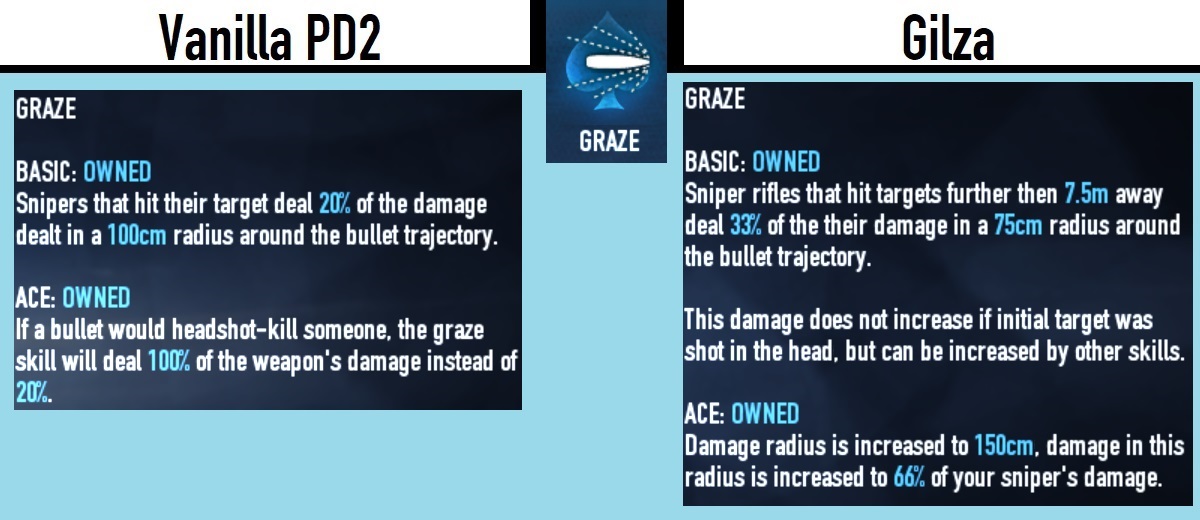 Vanilla PD2
GRAZE
BASIC: OWNED
Snipers that hit their target deal 20% of the damage
dealt in a 100cm radius around the bullet trajectory.
ACE: OWNED
If a bullet would headshot-kill someone, the graze
skill will deal 100% of the weapon's damage instead of
20%.
GRAZE
Gilza
GRAZE
BASIC: OWNED
Sniper rifles that hit targets further then 7.5m away
deal 33% of the their damage in a 75cm radius around
the bullet trajectory.
This damage does not increase if initial target was
shot in the head, but can be increased by other skills.
ACE: OWNED
Damage radius is increased to 150cm, damage in this
radius is increased to 66% of your sniper's damage.